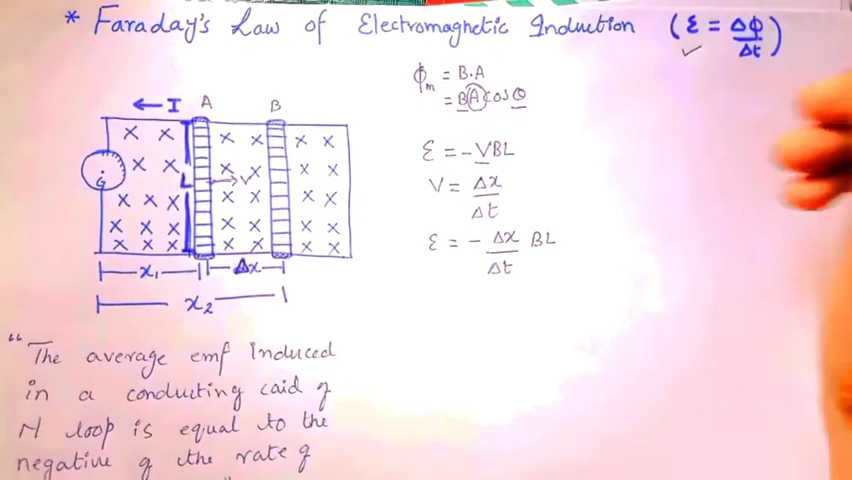 * Faraday's Law of Electromagnetic Induction (ε = Δϕ/Δt)
ϕm = B.A
= BA cos θ
ε = -VBL
V = Δx/Δt
ε = - Δx/Δt BL
← I A B
G L → V
x₁ Δx
x₂
"The average emf induced
in a conducting coid of
N loop is equal to the
negative of the rate of